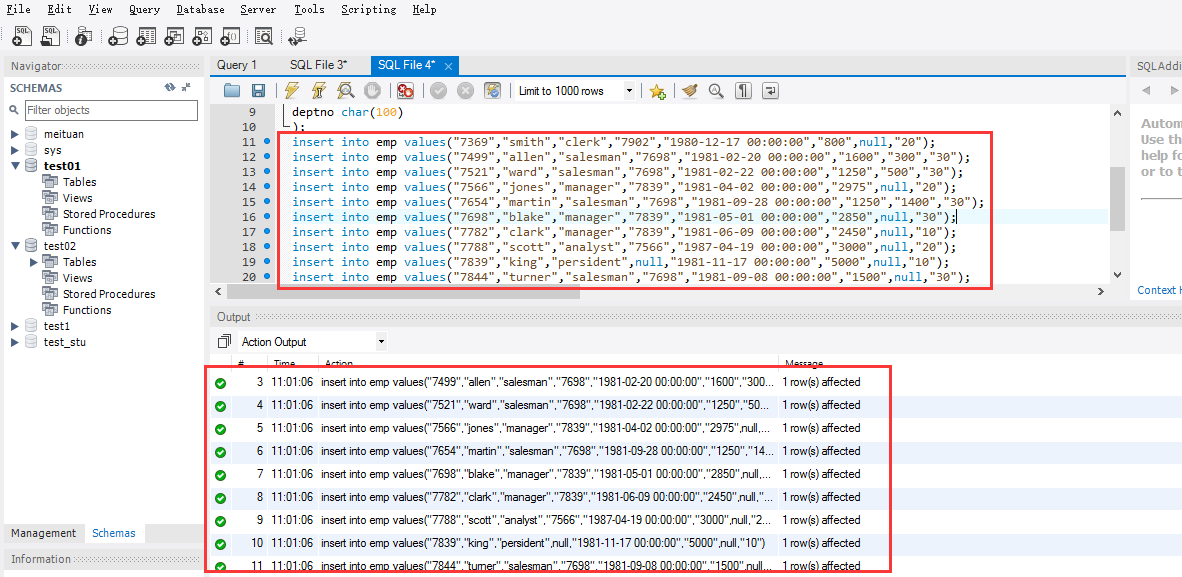 File Edit View Query Database Server Tools Scripting Help
Navigator
SCHEMAS
Filter objects
meituan
sys
test01
Tables
Views
Stored Procedures
Functions
test02
Tables
Views
Stored Procedures
Functions
test1
test_stu
Management Schemas
Information
Query 1 SQL File 3* SQL File 4*
Limit to 1000 rows
9 deptno char(100)
10 );
11 insert into emp values("7369","smith","clerk","7902","1980-12-17 00:00:00","800",null,"20");
12 insert into emp values("7499","allen","salesman","7698","1981-02-20 00:00:00","1600","300","30");
13 insert into emp values("7521","ward","salesman","7698","1981-02-22 00:00:00","1250","500","30");
14 insert into emp values("7566","jones","manager","7839","1981-04-02 00:00:00","2975",null,"20");
15 insert into emp values("7654","martin","salesman","7698","1981-09-28 00:00:00","1250","1400","30");
16 insert into emp values("7698","blake","manager","7839","1981-05-01 00:00:00","2850",null,"30");
17 insert into emp values("7782","clark","manager","7839","1981-06-09 00:00:00","2450",null,"10");
18 insert into emp values("7788","scott","analyst","7566","1987-04-19 00:00:00","3000",null,"20");
19 insert into emp values("7839","king","persident",null,"1981-11-17 00:00:00","5000",null,"10");
20 insert into emp values("7844","turner","salesman","7698","1981-09-08 00:00:00","1500",null,"30");
Output
Action Output
# Time Action Message
3 11:01:06 insert into emp values("7499","allen","salesman","7698","1981-02-20 00:00:00","1600","300... 1 row(s) affected
4 11:01:06 insert into emp values("7521","ward","salesman","7698","1981-02-22 00:00:00","1250","50... 1 row(s) affected
5 11:01:06 insert into emp values("7566","jones","manager","7839","1981-04-02 00:00:00","2975",null,... 1 row(s) affected
6 11:01:06 insert into emp values("7654","martin","salesman","7698","1981-09-28 00:00:00","1250","14... 1 row(s) affected
7 11:01:06 insert into emp values("7698","blake","manager","7839","1981-05-01 00:00:00","2850",null,... 1 row(s) affected
8 11:01:06 insert into emp values("7782","clark","manager","7839","1981-06-09 00:00:00","2450",null,"... 1 row(s) affected
9 11:01:06 insert into emp values("7788","scott","analyst","7566","1987-04-19 00:00:00","3000",null,"2... 1 row(s) affected
10 11:01:06 insert into emp values("7839","king","persident",null,"1981-11-17 00:00:00","5000",null,"10") 1 row(s) affected
11 11:01:06 insert into emp values("7844","turner","salesman","7698","1981-09-08 00:00:00","1500",null,... 1 row(s) affected
SQLAddi
Autom
Use th
help fo
or to t
Context H